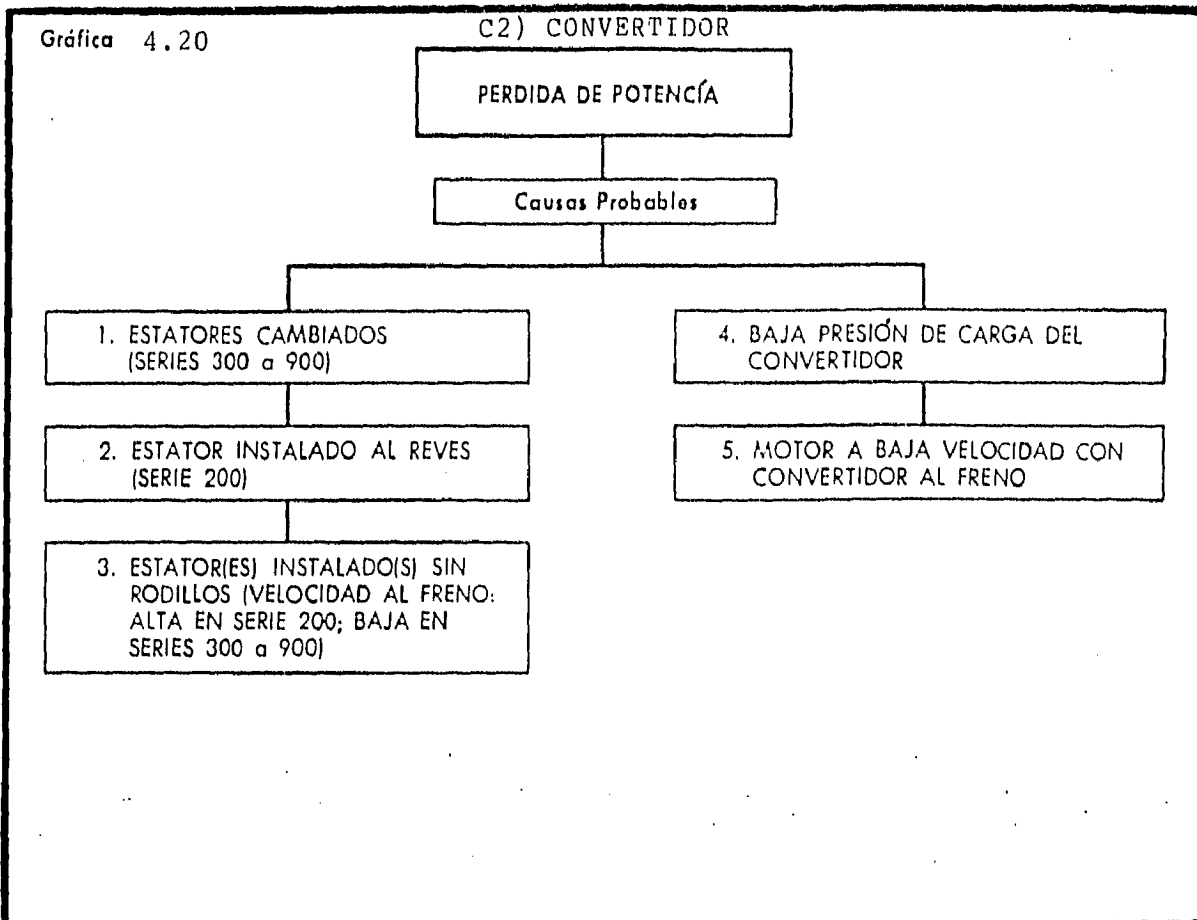 Gráfica 4.20
C2) CONVERTIDOR
PERDIDA DE POTENCÍA
Causas Probables
1. ESTATORES CAMBIADOS
(SERIES 300 a 900)
2. ESTATOR INSTALADO AL REVES
(SERIE 200)
3. ESTATOR(ES) INSTALADO(S) SIN
RODILLOS (VELOCIDAD AL FRENO:
ALTA EN SERIE 200; BAJA EN
SERIES 300 a 900)
4. BAJA PRESIÓN DE CARGA DEL
CONVERTIDOR
5. MOTOR A BAJA VELOCIDAD CON
CONVERTIDOR AL FRENO